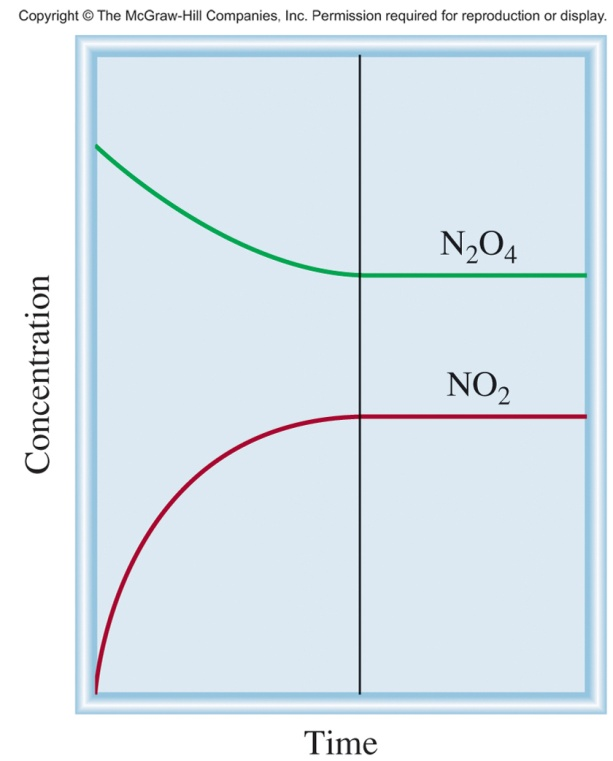 Copyright © The McGraw-Hill Companies, Inc. Permission required for reproduction or display.
N₂O₄
NO₂
Concentration
Time